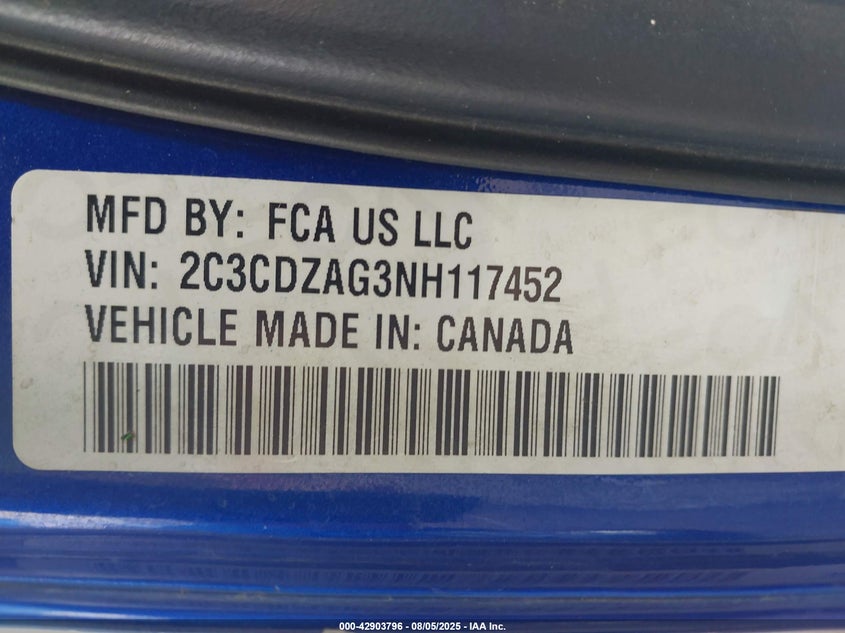 MFD BY: FCA US LLC
VIN: 2C3CDZAG3NH117452
VEHICLE MADE IN: CANADA
000-42903796 - 08/05/2025 - IAA Inc.